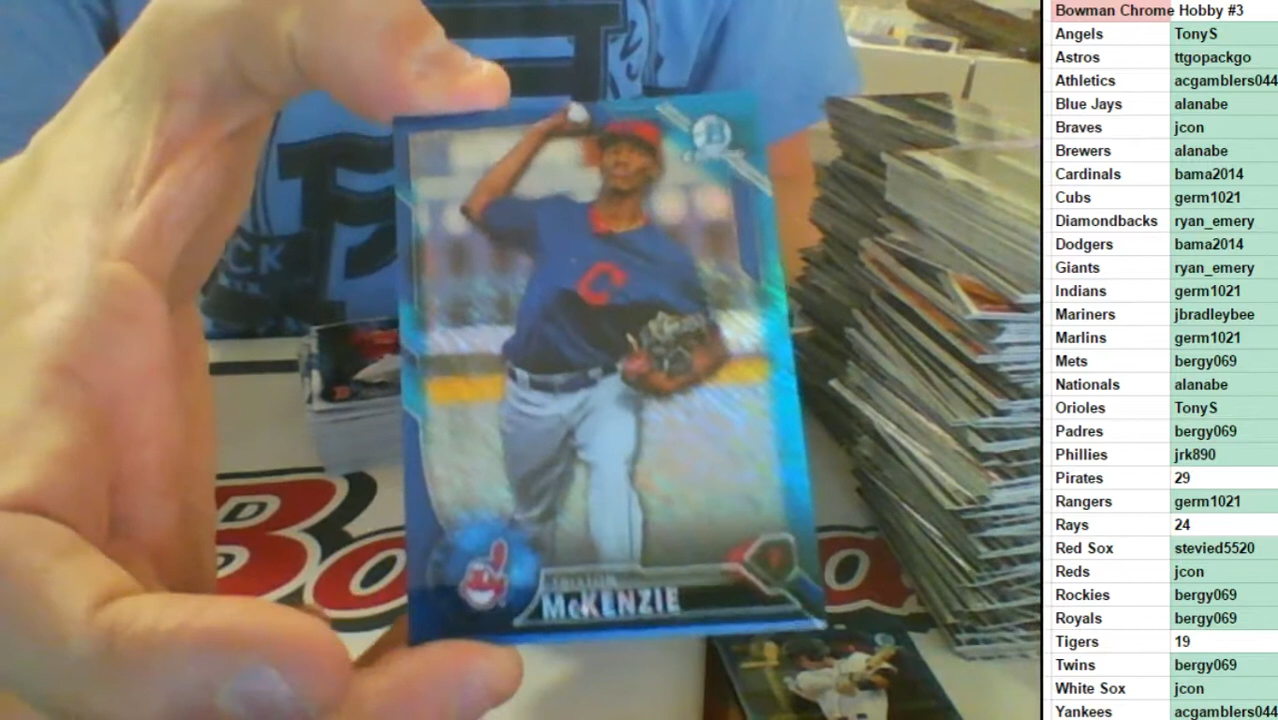 Bowman Chrome Hobby #3
Angels TonyS
Astros ttgopackgo
Athletics acgamblers044
Blue Jays alanabe
Braves jcon
Brewers alanabe
Cardinals bama2014
Cubs germ1021
Diamondbacks ryan_emery
Dodgers bama2014
Giants ryan_emery
Indians germ1021
Mariners jbradleybee
Marlins germ1021
Mets bergy069
Nationals alanabe
Orioles TonyS
Padres bergy069
Phillies jrk890
Pirates 29
Rangers germ1021
Rays 24
Red Sox stevied5520
Reds jcon
Rockies bergy069
Royals bergy069
Tigers 19
Twins bergy069
White Sox jcon
Yankees acgamblers044
C
McKENZIE